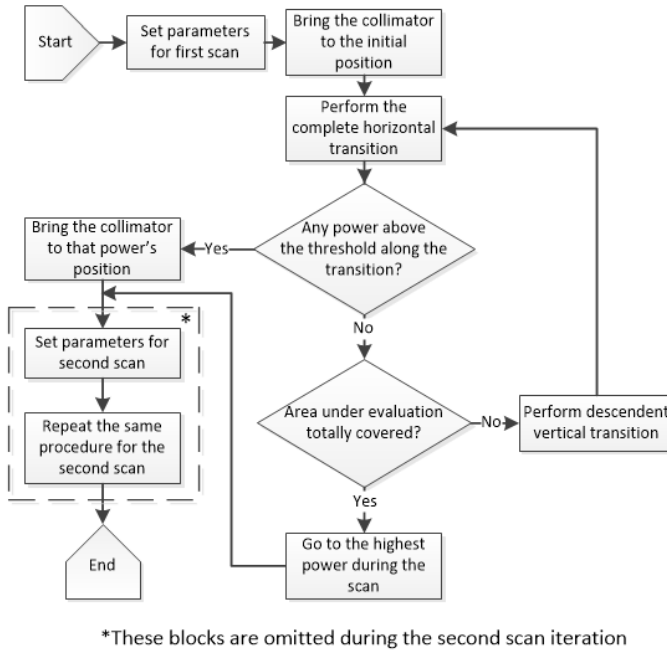 Start
Set parameters
for first scan
Bring the collimator
to the initial
position
Perform the
complete horizontal
transition
Any power above
the threshold along the
transition?
Yes
Bring the collimator
to that power's
position
*
Set parameters for
second scan
Repeat the same
procedure for the
second scan
End
No
Area under evaluation
totally covered?
No
Perform descendent
vertical transition
Yes
Go to the highest
power during the
scan
*These blocks are omitted during the second scan iteration